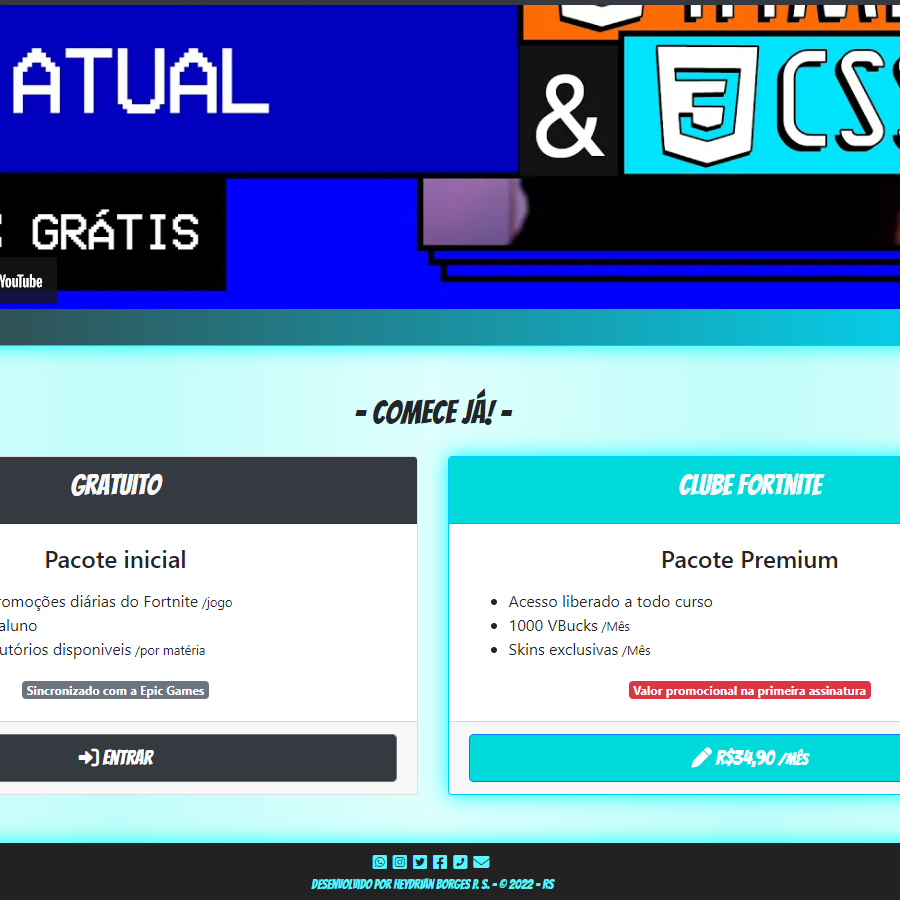 ATUAL
&
CSS
GRÁTIS
YouTube
- COMECE JÁ! -
GRATUITO
Pacote inicial
romoções diárias do Fortnite /jogo
aluno
utórios disponiveis /por matéria
Sincronizado com a Epic Games
ENTRAR
CLUBE FORTNITE
Pacote Premium
Acesso liberado a todo curso
1000 VBucks /Mês
Skins exclusivas /Mês
Valor promocional na primeira assinatura
R$34,90 /MÊS
DESENVOLVIDO POR HEYDRIAN BORGES P. S. - © 2022 - RS